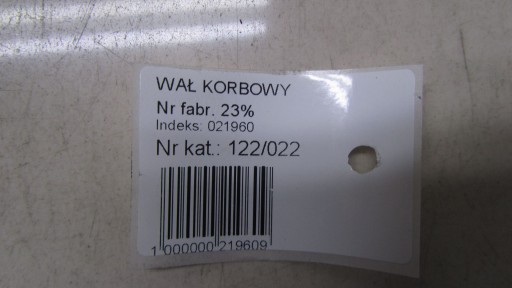 WAŁ KORBOWY
Nr fabr. 23%
Indeks: 021960
Nr kat.: 122/022
1 000000 219609